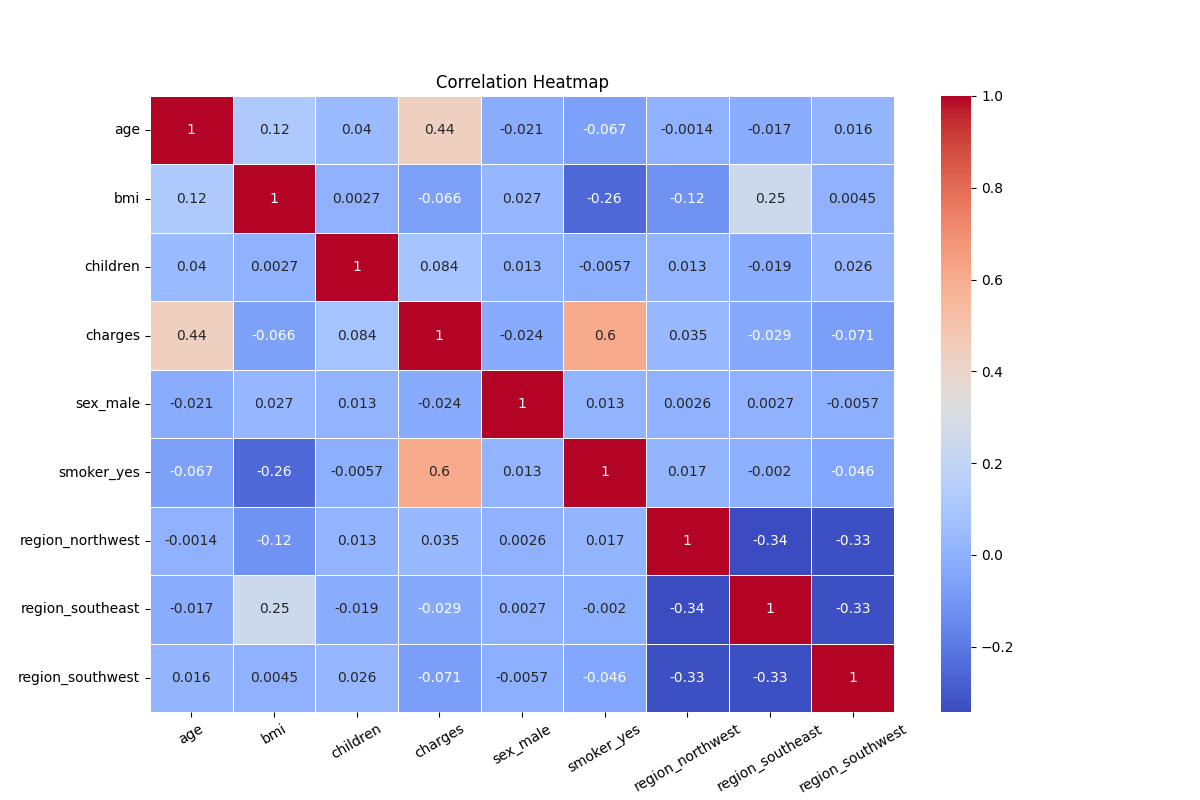 Correlation Heatmap
age 1 0.12 0.04 0.44 -0.021 -0.067 -0.0014 -0.017 0.016
bmi 0.12 1 0.0027 -0.066 0.027 -0.26 -0.12 0.25 0.0045
children 0.04 0.0027 1 0.084 0.013 -0.0057 0.013 -0.019 0.026
charges 0.44 -0.066 0.084 1 -0.024 0.6 0.035 -0.029 -0.071
sex_male -0.021 0.027 0.013 -0.024 1 0.013 0.0026 0.0027 -0.0057
smoker_yes -0.067 -0.26 -0.0057 0.6 0.013 1 0.017 -0.002 -0.046
region_northwest -0.0014 -0.12 0.013 0.035 0.0026 0.017 1 -0.34 -0.33
region_southeast -0.017 0.25 -0.019 -0.029 0.0027 -0.002 -0.34 1 -0.33
region_southwest 0.016 0.0045 0.026 -0.071 -0.0057 -0.046 -0.33 -0.33 1
age bmi children charges sex_male smoker_yes region_northwest region_southeast region_southwest
1.0
0.8
0.6
0.4
0.2
0.0
−0.2